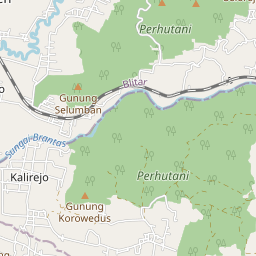 Perhutani
Blitar
Gunung
Selumban
Sungai Brantas
Kalirejo
Perhutani
Gunung
Korowedus